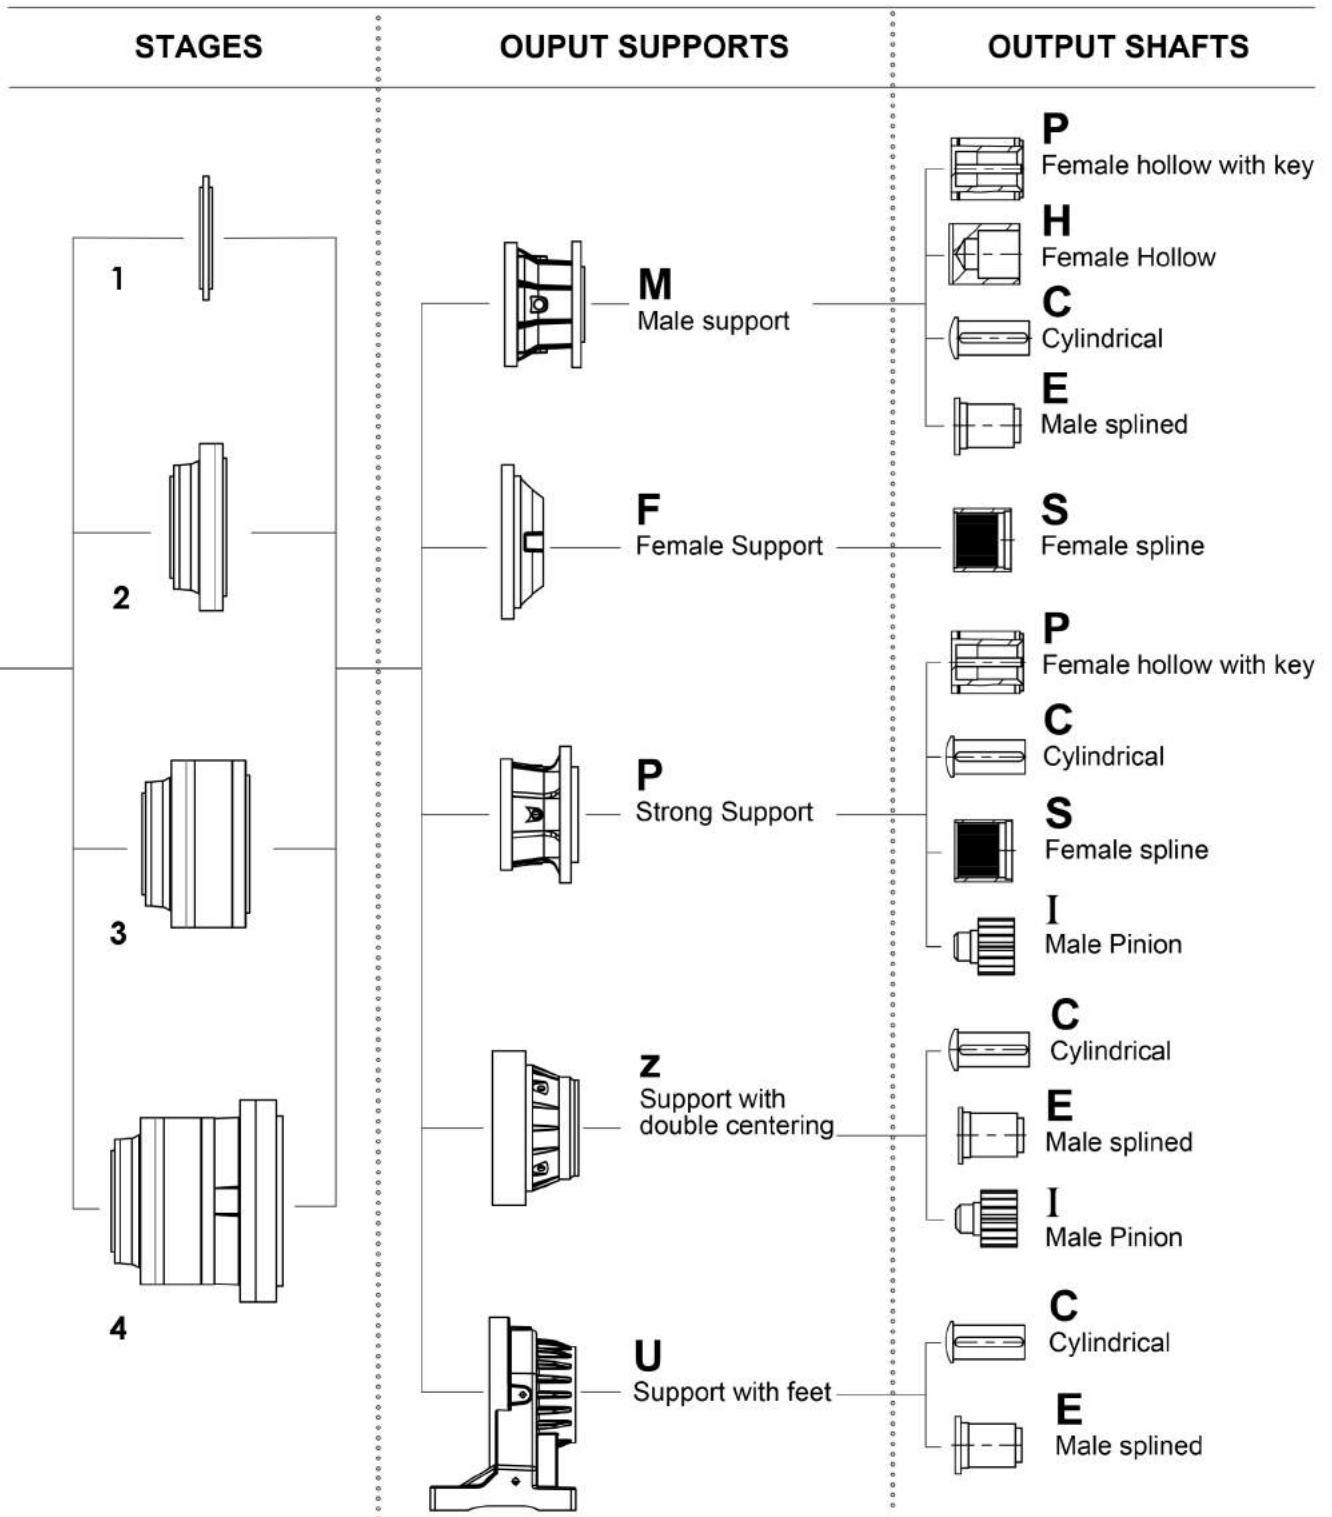 STAGES
OUPUT SUPPORTS
OUTPUT SHAFTS
1
2
3
4
M
Male support
F
Female Support
P
Strong Support
z
Support with
double centering
U
Support with feet
P
Female hollow with key
H
Female Hollow
C
Cylindrical
E
Male splined
S
Female spline
P
Female hollow with key
C
Cylindrical
S
Female spline
I
Male Pinion
C
Cylindrical
E
Male splined
I
Male Pinion
C
Cylindrical
E
Male splined